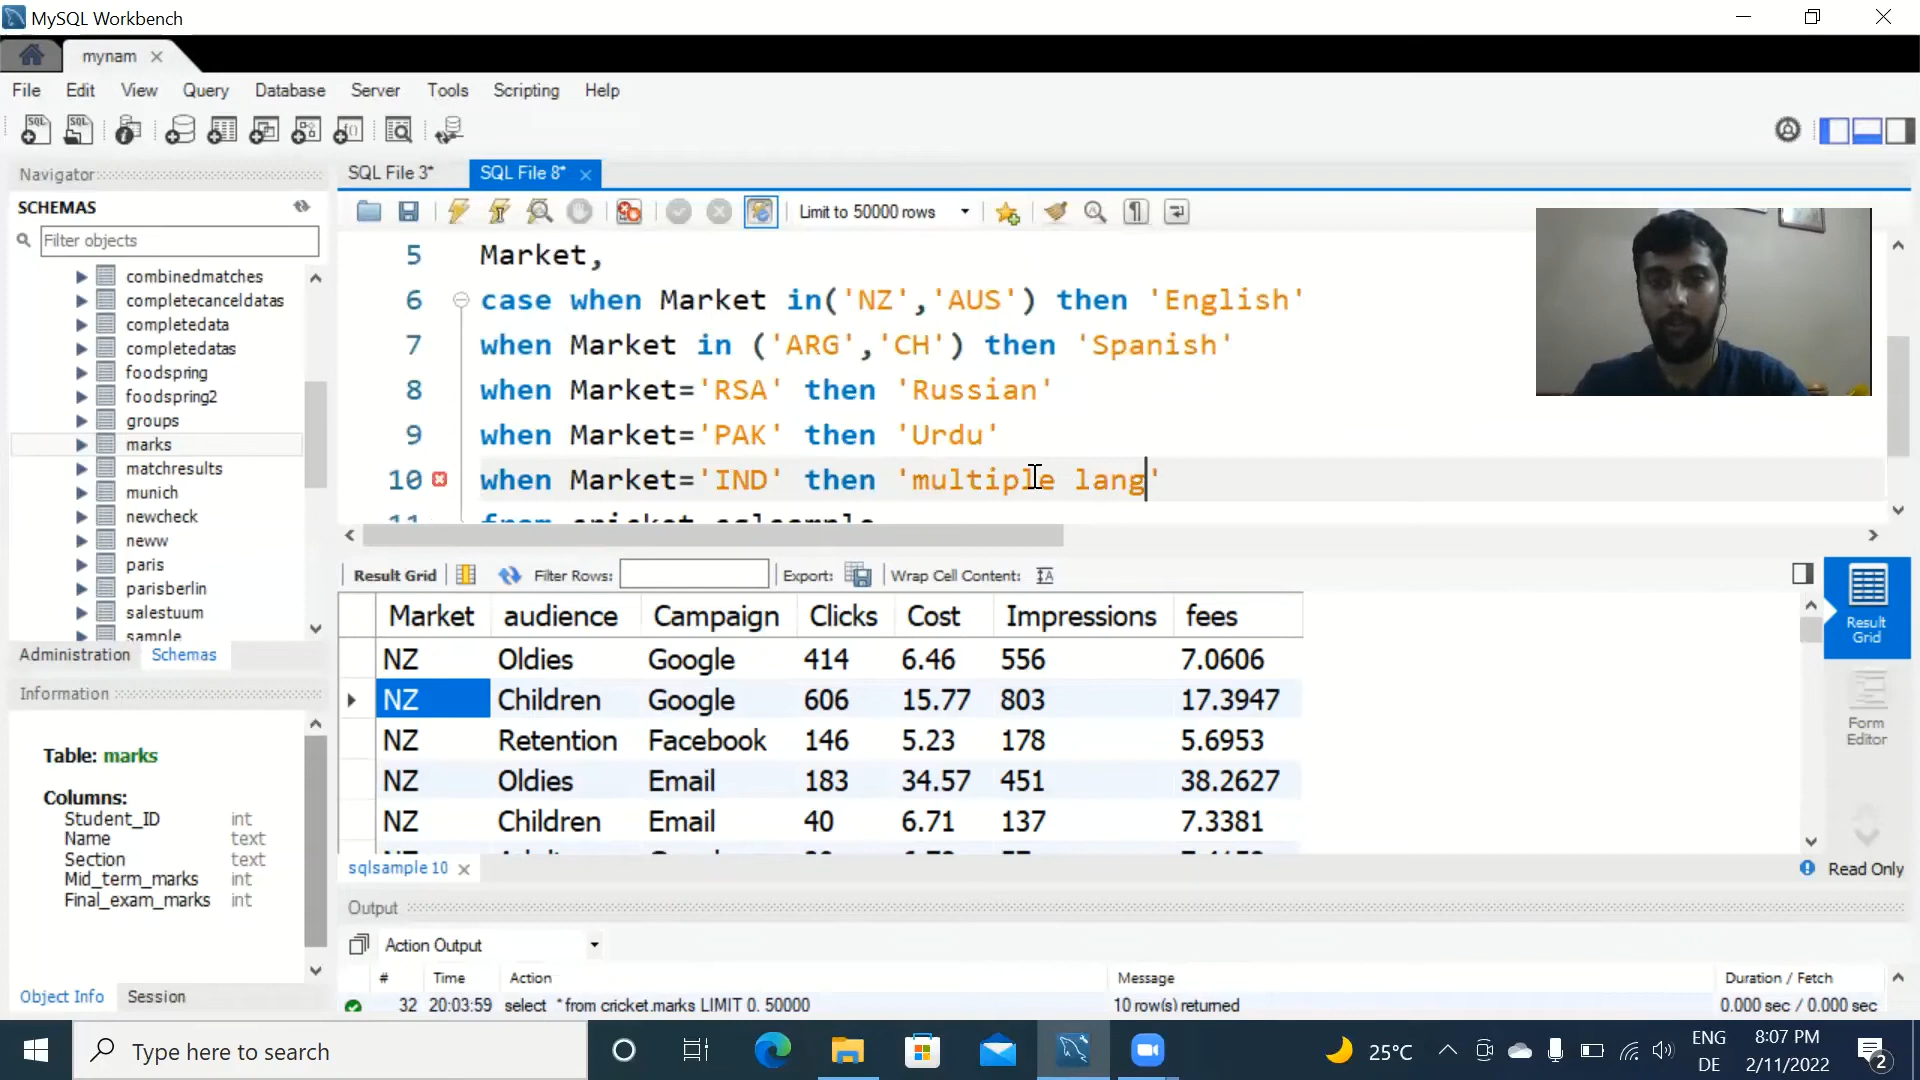 MySQL Workbench
mynam
File Edit View Query Database Server Tools Scripting Help
Navigator
SCHEMAS
Filter objects
combinedmatches
completecanceldatas
completedata
completedatas
foodspring
foodspring2
groups
marks
matchresults
munich
newcheck
neww
paris
parisberlin
salestuum
sample
Administration Schemas
Information
Table: marks
Columns:
Student_ID int
Name text
Section text
Mid_term_marks int
Final_exam_marks int
Object Info Session
SQL File 3* SQL File 8*
Limit to 50000 rows
5 Market,
6 case when Market in('NZ','AUS') then 'English'
7 when Market in ('ARG','CH') then 'Spanish'
8 when Market='RSA' then 'Russian'
9 when Market='PAK' then 'Urdu'
10 when Market='IND' then 'multiple lang'
11 from cricket.sqlsample
Result Grid Filter Rows: Export: Wrap Cell Content:
Market audience Campaign Clicks Cost Impressions fees
NZ Oldies Google 414 6.46 556 7.0606
NZ Children Google 606 15.77 803 17.3947
NZ Retention Facebook 146 5.23 178 5.6953
NZ Oldies Email 183 34.57 451 38.2627
NZ Children Email 40 6.71 137 7.3381
Result Grid
Form Editor
sqlsample 10
Read Only
Output
Action Output
# Time Action Message Duration / Fetch
32 20:03:59 select * from cricket.marks LIMIT 0, 50000 10 row(s) returned 0.000 sec / 0.000 sec
Type here to search
25°C
ENG
DE
8:07 PM
2/11/2022
2